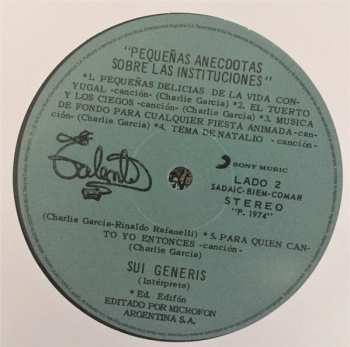 "PEQUEÑAS ANECDOTAS
SOBRE LAS INSTITUCIONES"
*1. PEQUEÑAS DELICIAS DE LA VIDA CON-
YUGAL -canción- (Charlie García) *2. EL TUERTO
Y LOS CIEGOS -canción- (Charlie García) *3. MUSICA
DE FONDO PARA CUALQUIER FIESTA ANIMADA -can-
ción- (Charlie García) *4. TEMA DE NATALIO - canción-
Talent
SONY MUSIC
LADO 2
SADAIC-BIEM-COMAR
STEREO
"P. 1974"
(Charlie García-Rinaldo Rafanelli) *5. PARA QUIEN CAN-
TO YO ENTONCES -canción-
(Charlie García)
SUI GENERIS
(Intérprete)
* Ed. Edifón
EDITADO POR MICROFON
ARGENTINA S.A.